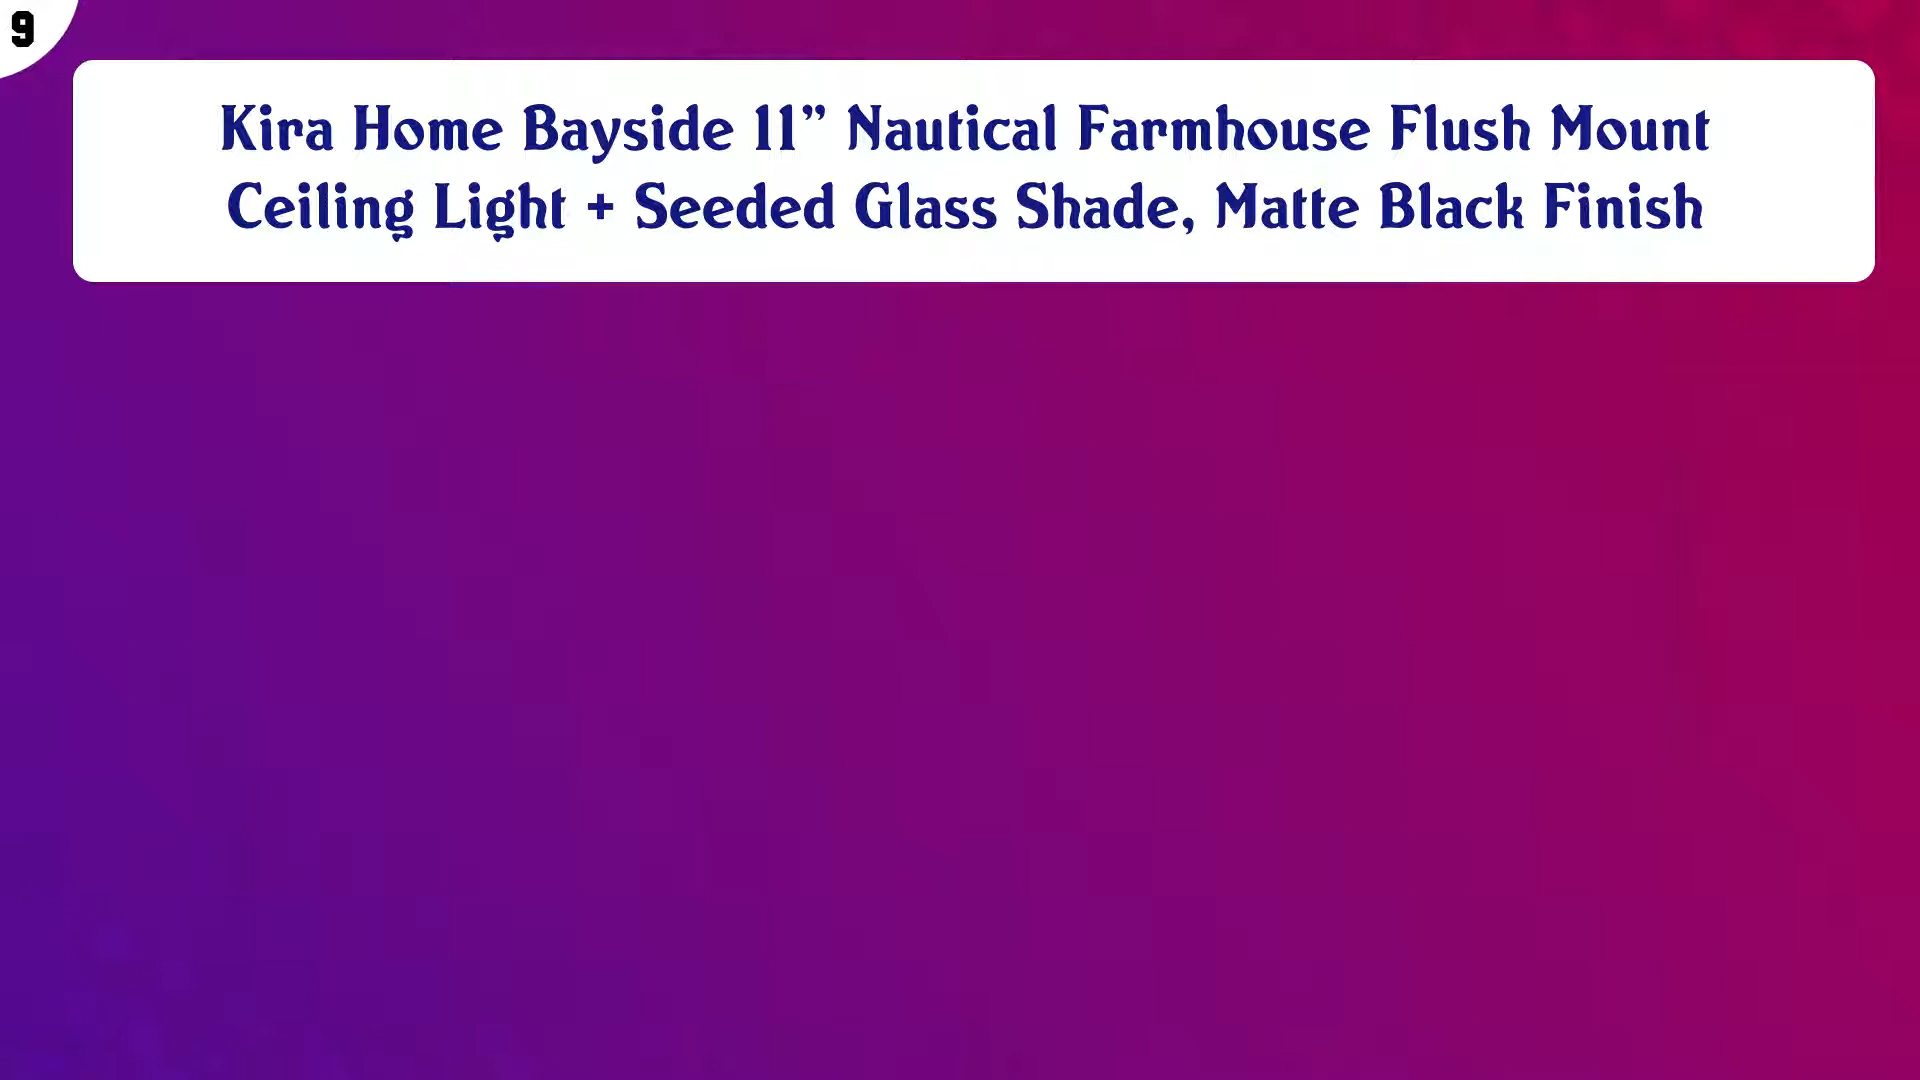 9
Kira Home Bayside 11” Nautical Farmhouse Flush Mount
Ceiling Light + Seeded Glass Shade, Matte Black Finish